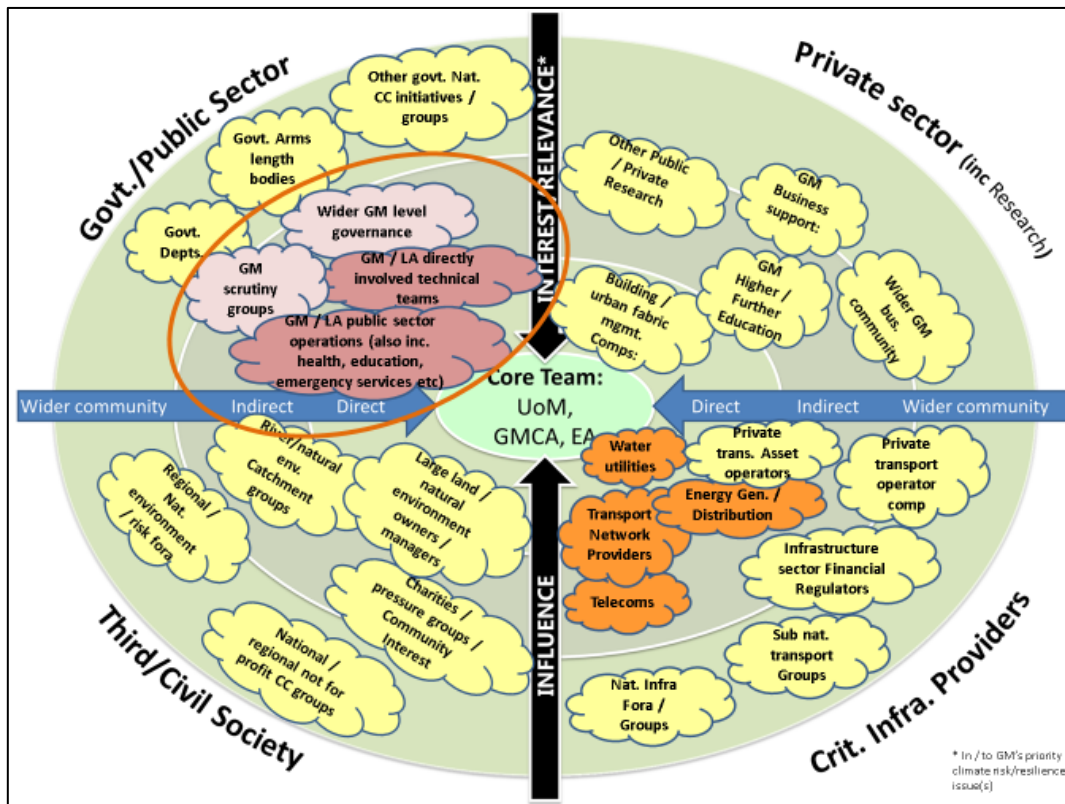 Govt./Public Sector
Other govt. Nat.
CC initiatives /
groups
Govt. Arms
length
bodies
Govt.
Depts.
Wider GM level
governance
GM
scrutiny
groups
GM / LA directly
involved technical
teams
GM / LA public sector
operations (also inc.
health, education,
emergency services etc)
INTEREST/RELEVANCE*
Private sector (inc Research)
Other Public
/ Private
Research
GM
Business
support:
Building /
urban fabric
mgmt.
Comps:
GM
Higher /
Further
Education
Wider GM
bus.
community
Core Team:
UoM,
GMCA, EA
Wider community
Indirect
Direct
Direct
Indirect
Wider community
River/natural
env.
Catchment
groups
Large land /
natural
environment
owners /
managers
Regional /
Nat.
environment
/ risk fora
Charities /
pressure groups /
Community
Interest
National /
regional not for
profit CC groups
Third/Civil Society
INFLUENCE
Water
utilities
Private
trans. Asset
operators
Private
transport
operator
comp
Energy Gen. /
Distribution
Transport
Network
Providers
Infrastructure
sector Financial
Regulators
Telecoms
Sub nat.
transport
Groups
Nat. Infra
Fora /
Groups
Crit. Infra. Providers
* In / to GM's priority
climate risk/resilience
issue(s)